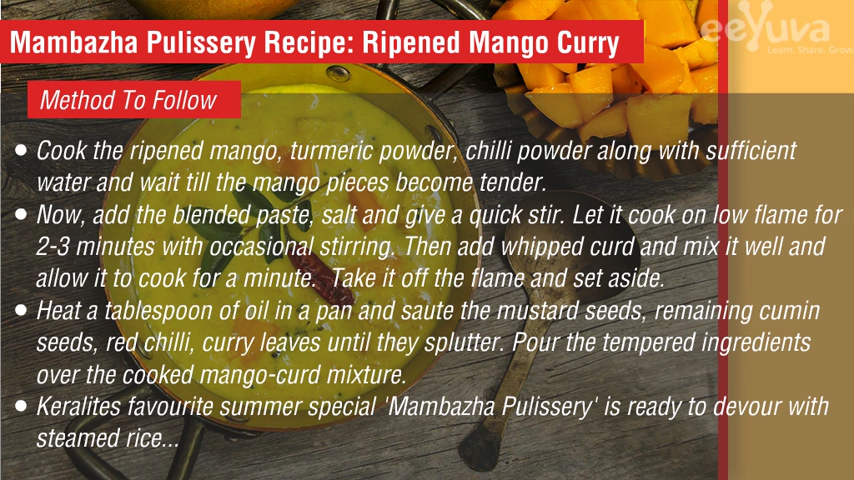 eeYuva
Learn. Share. Grow
Mambazha Pulissery Recipe: Ripened Mango Curry
Method To Follow
Cook the ripened mango, turmeric powder, chilli powder along with sufficient
water and wait till the mango pieces become tender.
Now, add the blended paste, salt and give a quick stir. Let it cook on low flame for
2-3 minutes with occasional stirring. Then add whipped curd and mix it well and
allow it to cook for a minute.  Take it off the flame and set aside.
Heat a tablespoon of oil in a pan and saute the mustard seeds, remaining cumin
seeds, red chilli, curry leaves until they splutter. Pour the tempered ingredients
over the cooked mango-curd mixture.
Keralites favourite summer special 'Mambazha Pulissery' is ready to devour with
steamed rice...